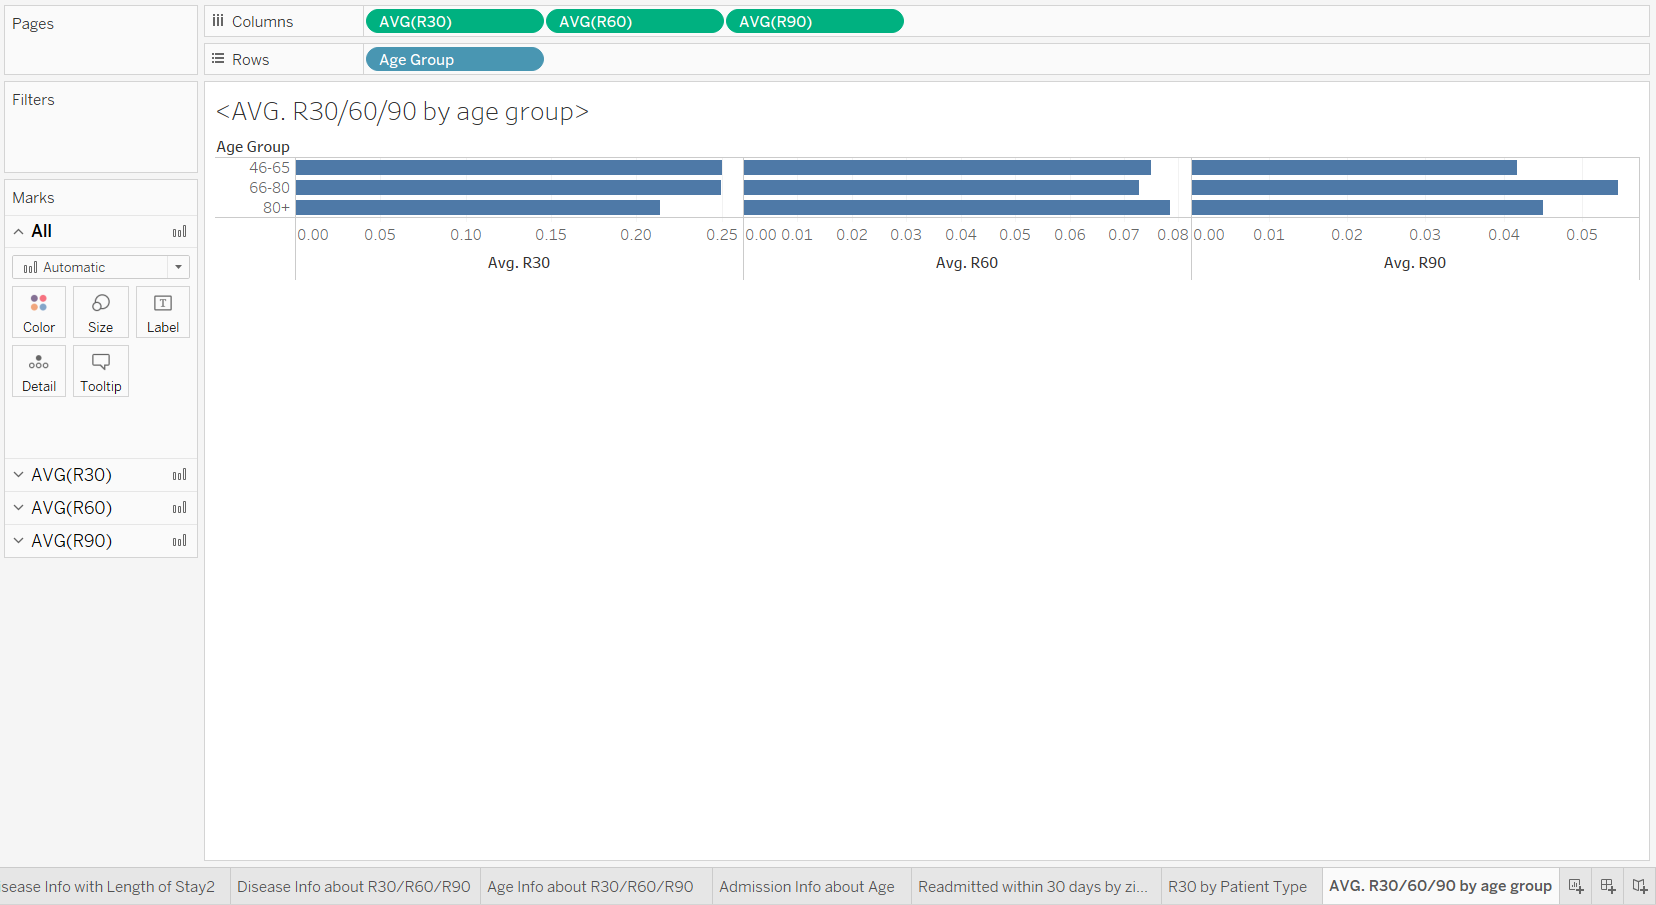 Pages
Columns
AVG(R30)
AVG(R60)
AVG(R90)
Rows
Age Group
Filters
Marks
All
Automatic
Color
Size
Label
T
Detail
Tooltip
AVG(R30)
AVG(R60)
AVG(R90)
<AVG. R30/60/90 by age group>
Age Group
46-65
66-80
80+
0.00 0.05 0.10 0.15 0.20 0.25
0.00 0.01 0.02 0.03 0.04 0.05 0.06 0.07 0.08
0.00 0.01 0.02 0.03 0.04 0.05
Avg. R30
Avg. R60
Avg. R90
sease Info with Length of Stay2
Disease Info about R30/R60/R90
Age Info about R30/R60/R90
Admission Info about Age
Readmitted within 30 days by zi...
R30 by Patient Type
AVG. R30/60/90 by age group